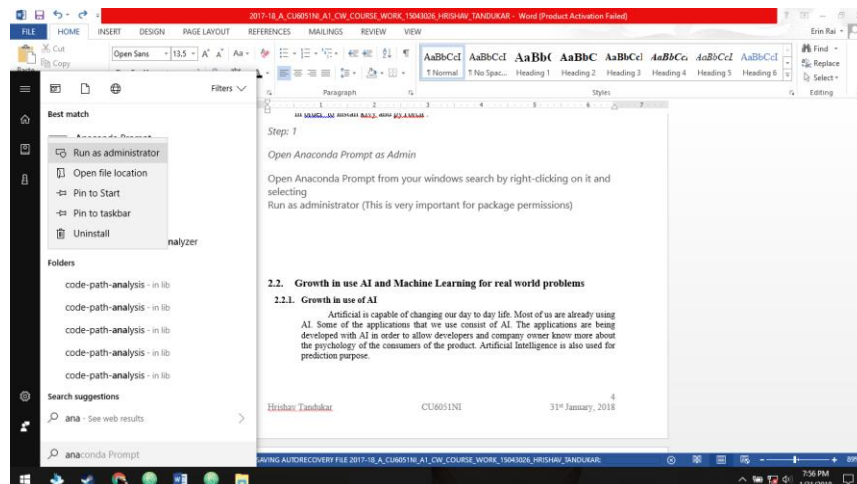 2017-18_A_CU6051NI_A1_CW_COURSE_WORK_15043026_HRISHAV_TANDUKAR - Word (Product Activation Failed)
FILE HOME INSERT DESIGN PAGE LAYOUT REFERENCES MAILINGS REVIEW VIEW Erin Rai
Cut
Copy
Open Sans 13.5
AaBbCcI AaBbCcI AaBb( AaBbC AaBbCcI AaBbCc AaBbCcI AaBbCcI
¶ Normal ¶ No Spac... Heading 1 Heading 2 Heading 3 Heading 4 Heading 5 Heading 6
Find
Replace
Select
Paragraph Styles Editing
Filters
Best match
Anaconda Prompt
Run as administrator
Open file location
Pin to Start
Pin to taskbar
Uninstall
nalyzer
Folders
code-path-analysis - in lib
code-path-analysis - in lib
code-path-analysis - in lib
code-path-analysis - in lib
code-path-analysis - in lib
Search suggestions
ana - See web results
anaconda Prompt
in order to install kivy and pyTorch .
Step: 1
Open Anaconda Prompt as Admin
Open Anaconda Prompt from your windows search by right-clicking on it and
selecting
Run as administrator (This is very important for package permissions)
2.2. Growth in use AI and Machine Learning for real world problems
2.2.1. Growth in use of AI
Artificial is capable of changing our day to day life. Most of us are already using
AI. Some of the applications that we use consist of AI. The applications are being
developed with AI in order to allow developers and company owner know more about
the psychology of the consumers of the product. Artificial Intelligence is also used for
prediction purpose.
4
Hrishav Tandukar CU6051NI 31st January, 2018
SAVING AUTORECOVERY FILE 2017-18_A_CU6051NI_A1_CW_COURSE_WORK_15043026_HRISHAV_TANDUKAR: 89%
7:56 PM